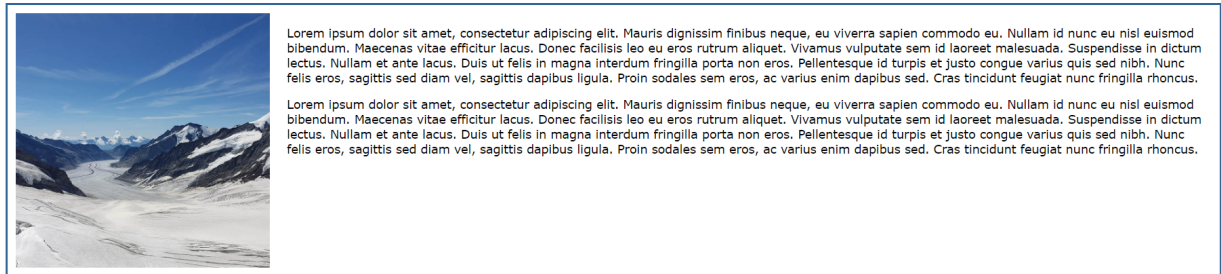 Lorem ipsum dolor sit amet, consectetur adipiscing elit. Mauris dignissim finibus neque, eu viverra sapien commodo eu. Nullam id nunc eu nisl euismod
bibendum. Maecenas vitae efficitur lacus. Donec facilisis leo eu eros rutrum aliquet. Vivamus vulputate sem id laoreet malesuada. Suspendisse in dictum
lectus. Nullam et ante lacus. Duis ut felis in magna interdum fringilla porta non eros. Pellentesque id turpis et justo congue varius quis sed nibh. Nunc
felis eros, sagittis sed diam vel, sagittis dapibus ligula. Proin sodales sem eros, ac varius enim dapibus sed. Cras tincidunt feugiat nunc fringilla rhoncus.
Lorem ipsum dolor sit amet, consectetur adipiscing elit. Mauris dignissim finibus neque, eu viverra sapien commodo eu. Nullam id nunc eu nisl euismod
bibendum. Maecenas vitae efficitur lacus. Donec facilisis leo eu eros rutrum aliquet. Vivamus vulputate sem id laoreet malesuada. Suspendisse in dictum
lectus. Nullam et ante lacus. Duis ut felis in magna interdum fringilla porta non eros. Pellentesque id turpis et justo congue varius quis sed nibh. Nunc
felis eros, sagittis sed diam vel, sagittis dapibus ligula. Proin sodales sem eros, ac varius enim dapibus sed. Cras tincidunt feugiat nunc fringilla rhoncus.